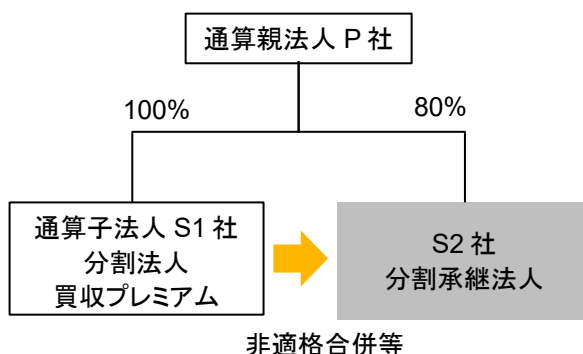 通算親法人 P 社
100%
80%
通算子法人 S1 社
分割法人
買収プレミアム
S2 社
分割承継法人
非適格合併等